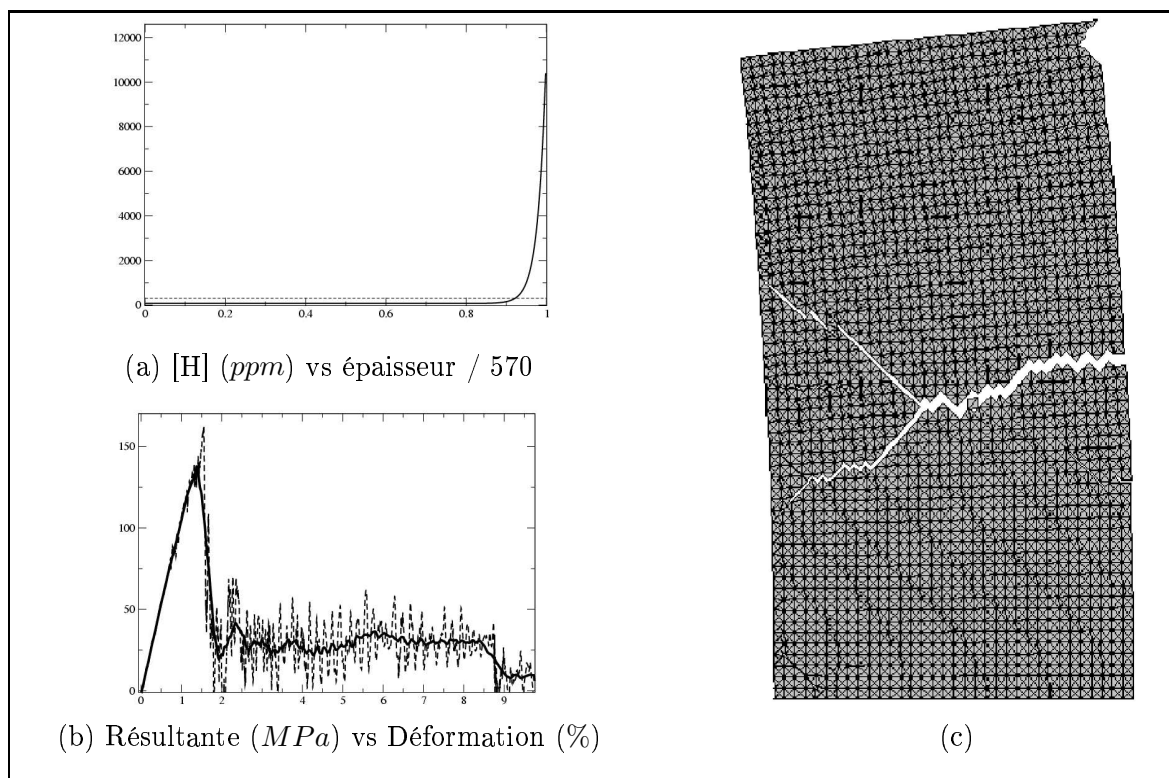 12000
10000
8000
6000
4000
2000
0
0 0.2 0.4 0.6 0.8 1
(a) [H] (ppm) vs épaisseur / 570
150
100
50
0
0 1 2 3 4 5 6 7 8 9
(b) Résultante (MPa) vs Déformation (%)
(c)